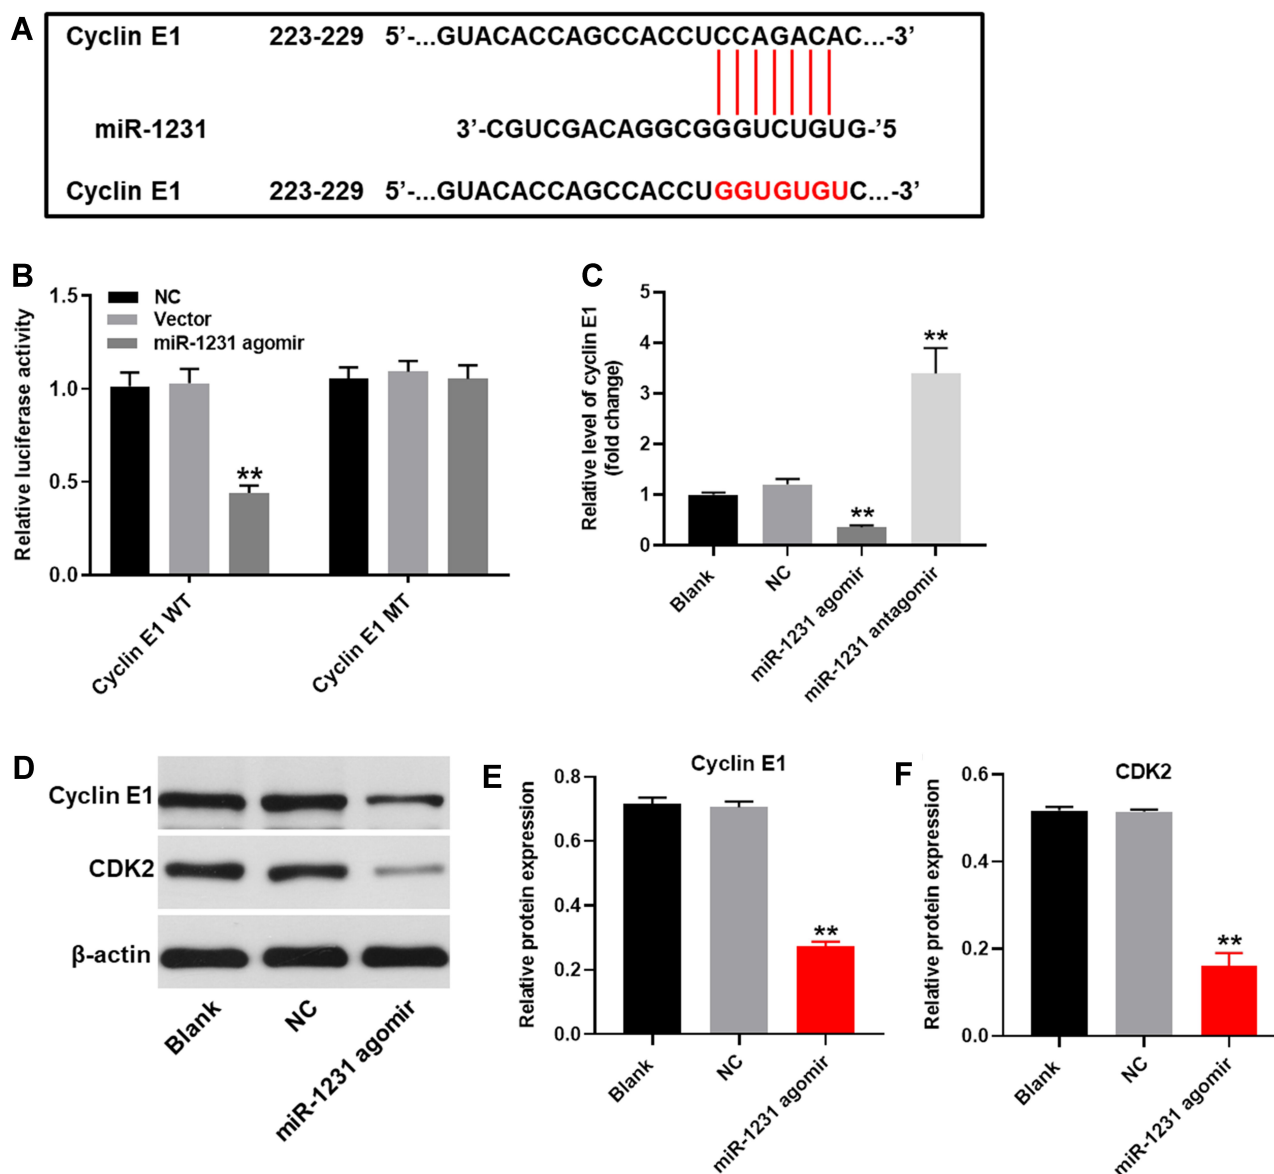 A
Cyclin E1 223-229 5’-...GUACACCAGCCACCUCCAGACAC...-3’
miR-1231 3’-CGUCGACAGGCGGGUCUGUG-’5
Cyclin E1 223-229 5’-...GUACACCAGCCACCUGGUGUGUC...-3’
B
Relative luciferase activity
1.5
1.0
0.5
0.0
NC
Vector
miR-1231 agomir
**
Cyclin E1 WT
Cyclin E1 MT
C
Relative level of cyclin E1
(fold change)
5
4
3
2
1
0
**
**
Blank
NC
miR-1231 agomir
miR-1231 antagomir
D
Cyclin E1
CDK2
β-actin
Blank
NC
miR-1231 agomir
E
Cyclin E1
Relative protein expression
0.8
0.6
0.4
0.2
0.0
**
Blank
NC
miR-1231 agomir
F
CDK2
Relative protein expression
0.6
0.4
0.2
0.0
**
Blank
NC
miR-1231 agomir